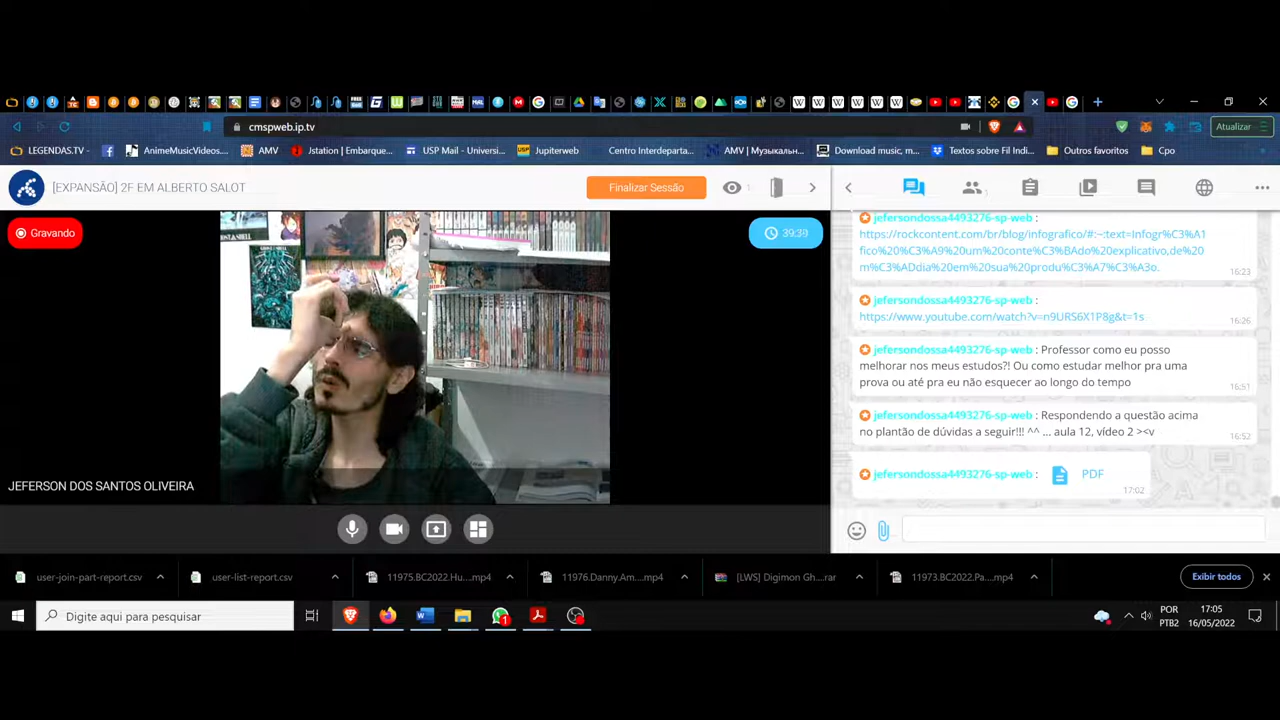 cmspweb.ip.tv
Atualizar
LEGENDAS.TV -
AnimeMusicVideos...
AMV
Jstation | Embarque...
USP Mail - Universi...
Jupiterweb
Centro Interdeparta...
AMV | Музыкальн...
Download music, m...
Textos sobre Fil Indi...
Outros favoritos
Cpo
[EXPANSÃO] 2F EM ALBERTO SALOT
Finalizar Sessão
1
1
Gravando
39:39
JEFERSON DOS SANTOS OLIVEIRA
jefersondossa4493276-sp-web :
https://rockcontent.com/br/blog/infografico/#:~:text=Infogr%C3%A1
fico%20%C3%A9%20um%20conte%C3%BAdo%20explicativo,de%20
m%C3%ADdia%20em%20sua%20produ%C3%A7%C3%A3o.
16:23
jefersondossa4493276-sp-web :
https://www.youtube.com/watch?v=n9URS6X1P8g&t=1s
16:26
jefersondossa4493276-sp-web : Professor como eu posso
melhorar nos meus estudos?! Ou como estudar melhor pra uma
prova ou até pra eu não esquecer ao longo do tempo
16:51
jefersondossa4493276-sp-web : Respondendo a questão acima
no plantão de dúvidas a seguir!!! ^^ ... aula 12, vídeo 2 ><v
16:52
jefersondossa4493276-sp-web : PDF
17:02
user-join-part-report.csv
user-list-report.csv
11975.BC2022.Hu....mp4
11976.Danny.Am....mp4
[LWS] Digimon Gh....rar
11973.BC2022.Pa....mp4
Exibir todos
Digite aqui para pesquisar
1
POR
PTB2
17:05
16/05/2022